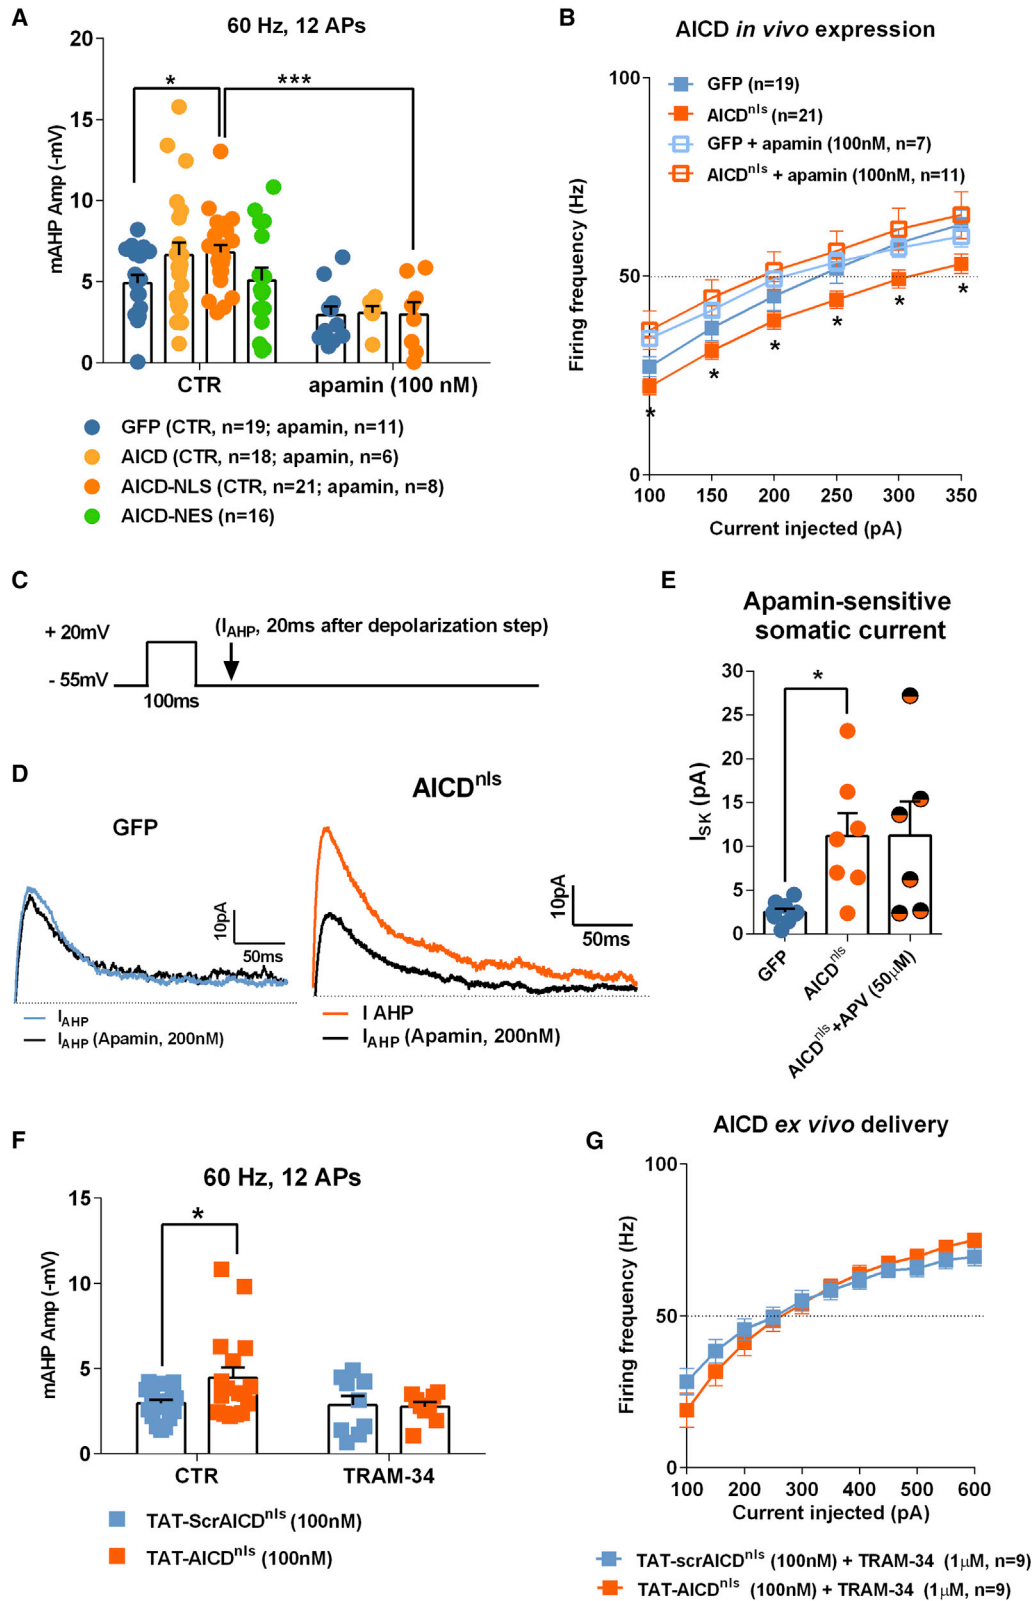 A
60 Hz, 12 APs
mAHP Amp (-mV)
20
15
10
5
0
*
***
CTR
apamin (100 nM)
GFP (CTR, n=19; apamin, n=11)
AICD (CTR, n=18; apamin, n=6)
AICD-NLS (CTR, n=21; apamin, n=8)
AICD-NES (n=16)
B
AICD in vivo expression
Firing frequency (Hz)
100
50
0
GFP (n=19)
AICDnls (n=21)
GFP + apamin (100nM, n=7)
AICDnls + apamin (100nM, n=11)
* * * * * *
100 150 200 250 300 350
Current injected (pA)
C
+ 20mV
- 55mV
100ms
(IAHP, 20ms after depolarization step)
D
GFP
10pA
50ms
IAHP
IAHP (Apamin, 200nM)
AICDnls
10pA
50ms
I AHP
IAHP (Apamin, 200nM)
E
Apamin-sensitive
somatic current
ISK (pA)
30
25
20
15
10
5
0
*
GFP
AICDnls
AICDnls+APV (50µM)
F
60 Hz, 12 APs
mAHP Amp (-mV)
15
10
5
0
*
CTR
TRAM-34
TAT-ScrAICDnls (100nM)
TAT-AICDnls (100nM)
G
AICD ex vivo delivery
Firing frequency (Hz)
100
50
0
100 200 300 400 500 600
Current injected (pA)
TAT-scrAICDnls (100nM) + TRAM-34 (1µM, n=9)
TAT-AICDnls (100nM) + TRAM-34 (1µM, n=9)